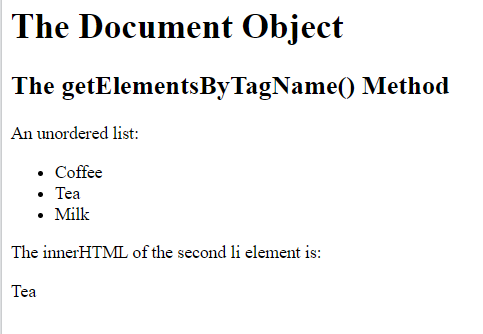 The Document Object
The getElementsByTagName() Method
An unordered list:
• Coffee
• Tea
• Milk
The innerHTML of the second li element is:
Tea